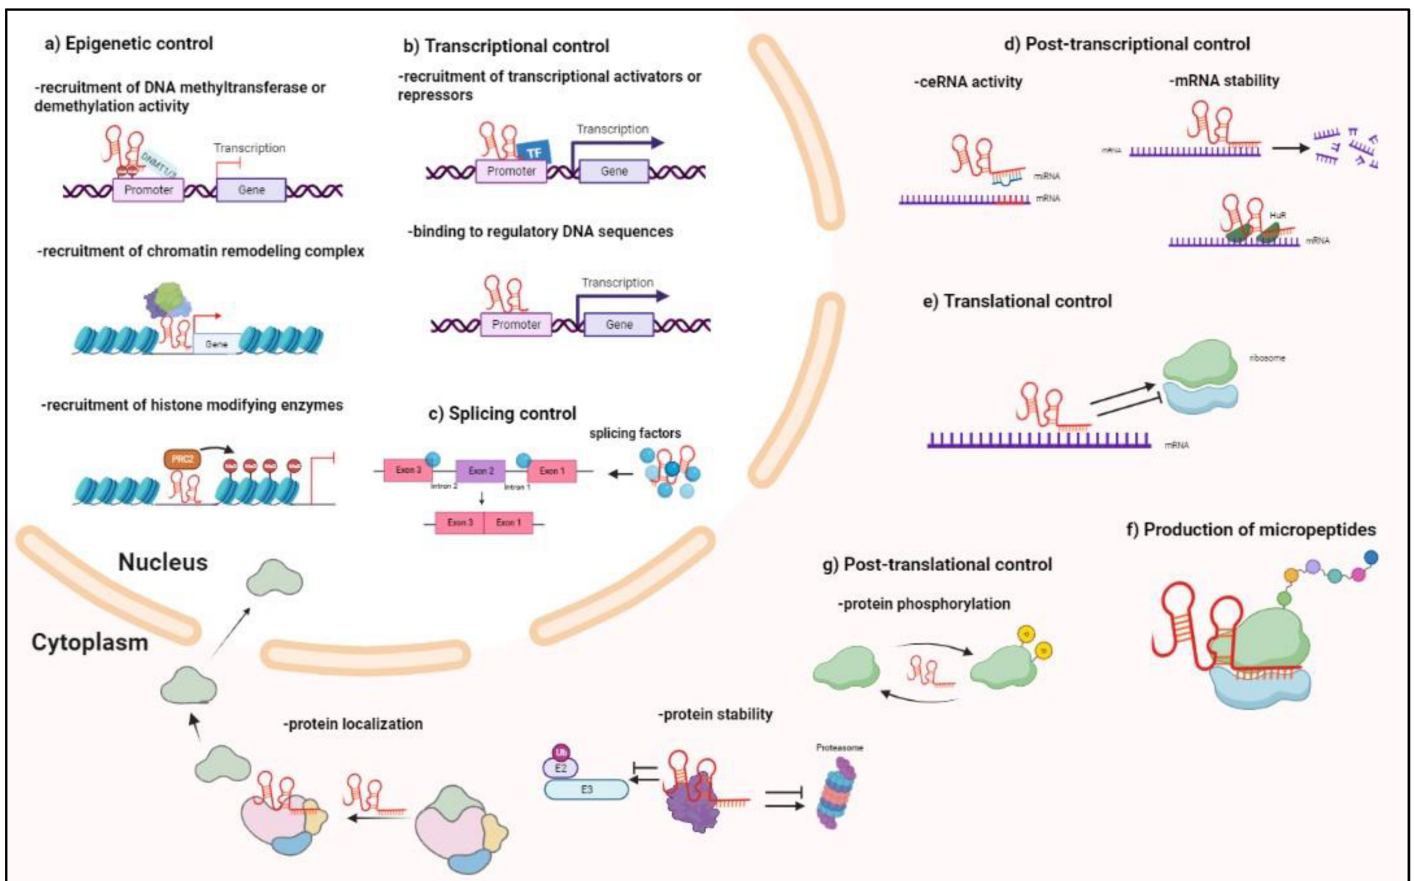 a) Epigenetic control
-recruitment of DNA methyltransferase or
demethylation activity
DNMT1/3
Transcription
Promoter
Gene
-recruitment of chromatin remodeling complex
Gene
-recruitment of histone modifying enzymes
PRC2
b) Transcriptional control
-recruitment of transcriptional activators or
repressors
Transcription
TF
Promoter
Gene
-binding to regulatory DNA sequences
Transcription
Promoter
Gene
c) Splicing control
splicing factors
Exon 3
Exon 2
Exon 1
Intron 2
Intron 1
Exon 3
Exon 1
Nucleus
Cytoplasm
d) Post-transcriptional control
-ceRNA activity
miRNA
mRNA
-mRNA stability
mRNA
HuR
mRNA
e) Translational control
ribosome
mRNA
f) Production of micropeptides
g) Post-translational control
-protein phosphorylation
-protein stability
Ub
E2
E3
Proteasome
-protein localization